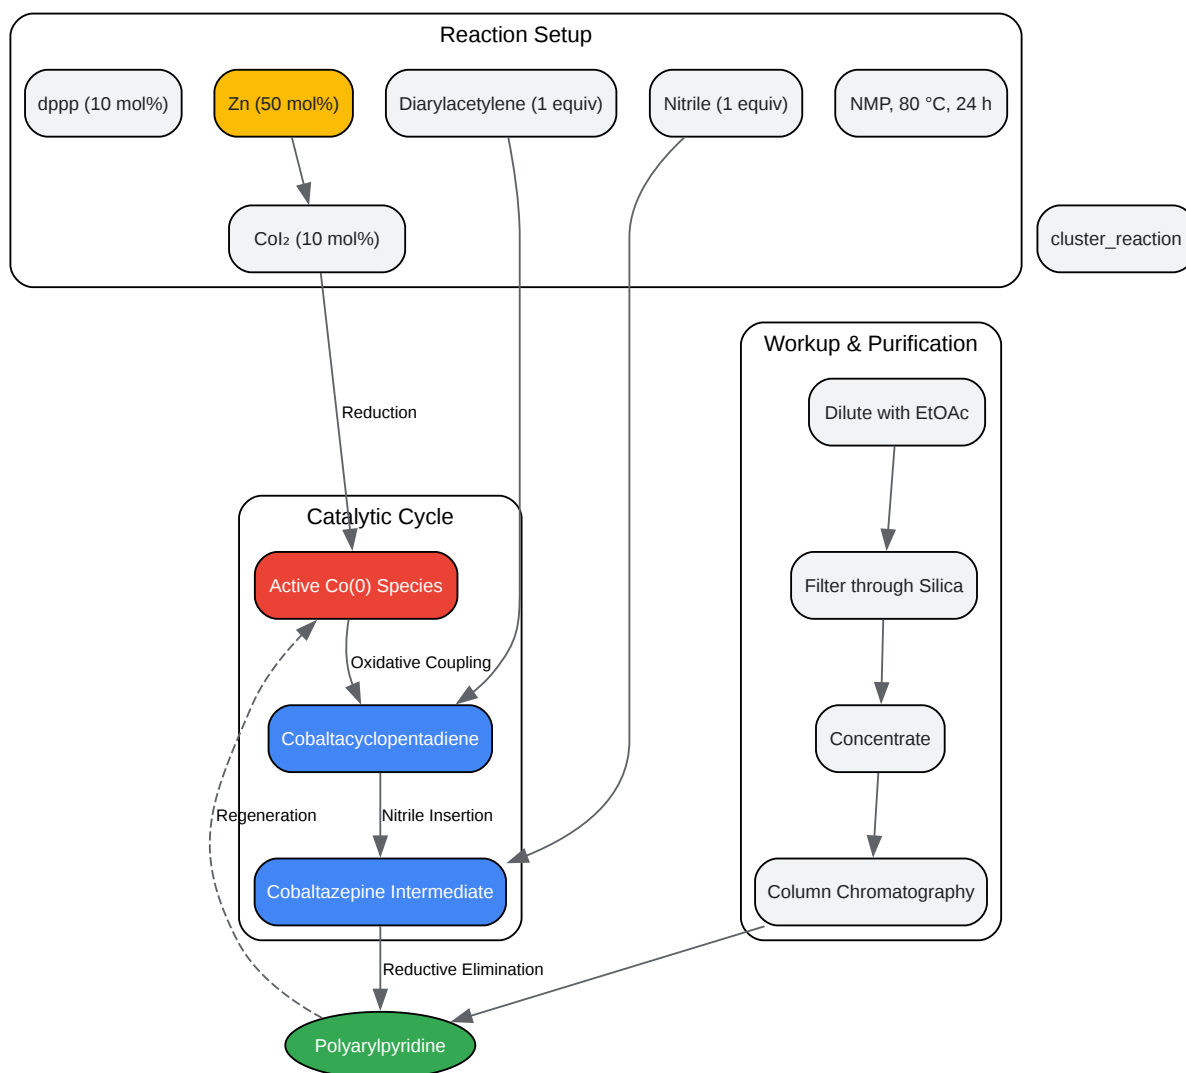 Reaction Setup
dppp (10 mol%)
Zn (50 mol%)
Diarylacetylene (1 equiv)
Nitrile (1 equiv)
NMP, 80 °C, 24 h
CoI₂ (10 mol%)
cluster_reaction
Workup & Purification
Dilute with EtOAc
Reduction
Catalytic Cycle
Active Co(0) Species
Filter through Silica
Oxidative Coupling
Cobaltacyclopentadiene
Concentrate
Regeneration
Nitrile Insertion
Cobaltazepine Intermediate
Column Chromatography
Reductive Elimination
Polyarylpyridine